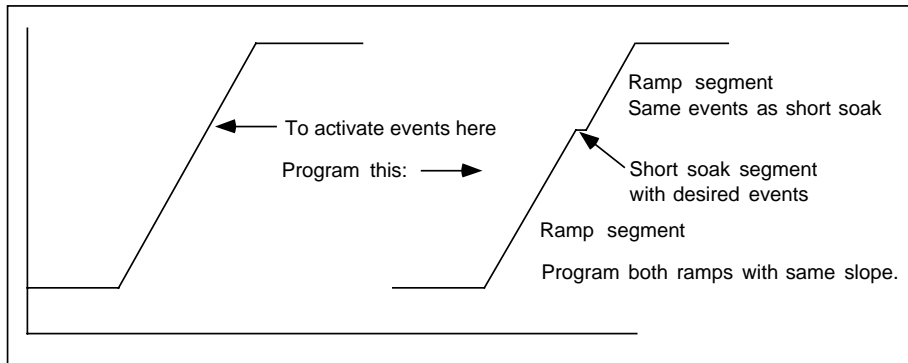 To activate events here
Program this:
Ramp segment
Same events as short soak
Short soak segment
with desired events
Ramp segment
Program both ramps with same slope.